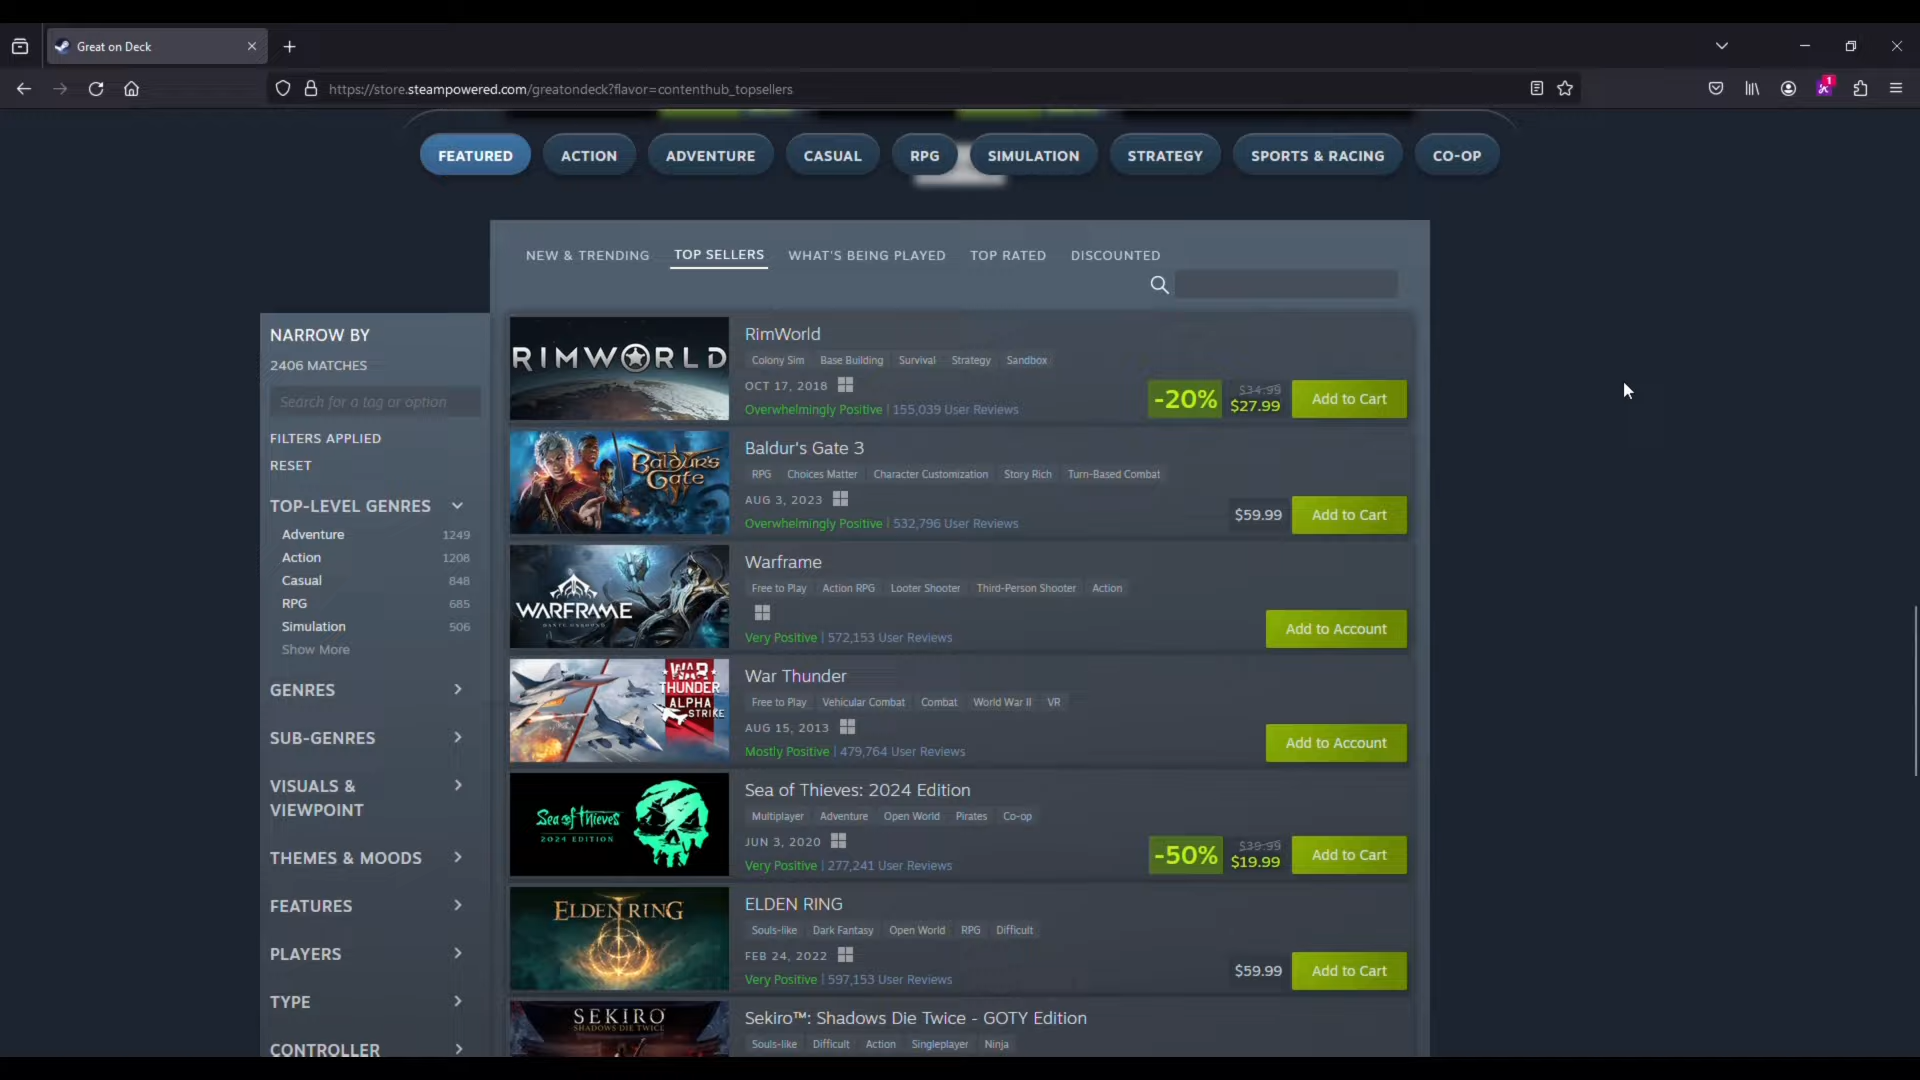 Great on Deck
https://store.steampowered.com/greatondeck?flavor=contenthub_topsellers
1
FEATURED ACTION ADVENTURE CASUAL RPG SIMULATION STRATEGY SPORTS & RACING CO-OP
NEW & TRENDING TOP SELLERS WHAT'S BEING PLAYED TOP RATED DISCOUNTED
NARROW BY
2406 MATCHES
Search for a tag or option
FILTERS APPLIED
RESET
TOP-LEVEL GENRES
Adventure 1249
Action 1208
Casual 848
RPG 685
Simulation 506
Show More
GENRES
SUB-GENRES
VISUALS &
VIEWPOINT
THEMES & MOODS
FEATURES
PLAYERS
TYPE
CONTROLLER
RIMWORLD
RimWorld
Colony Sim Base Building Survival Strategy Sandbox
OCT 17, 2018
Overwhelmingly Positive | 155,039 User Reviews
-20% $34.99 $27.99 Add to Cart
Baldur's Gate
Baldur's Gate 3
RPG Choices Matter Character Customization Story Rich Turn-Based Combat
AUG 3, 2023
Overwhelmingly Positive | 532,796 User Reviews
$59.99 Add to Cart
WARFRAME
Warframe
Free to Play Action RPG Looter Shooter Third-Person Shooter Action
Very Positive | 572,153 User Reviews
Add to Account
WAR THUNDER ALPHA STRIKE
War Thunder
Free to Play Vehicular Combat Combat World War II VR
AUG 15, 2013
Mostly Positive | 479,764 User Reviews
Add to Account
Sea of Thieves
2024 EDITION
Sea of Thieves: 2024 Edition
Multiplayer Adventure Open World Pirates Co-op
JUN 3, 2020
Very Positive | 277,241 User Reviews
-50% $39.99 $19.99 Add to Cart
ELDEN RING
ELDEN RING
Souls-like Dark Fantasy Open World RPG Difficult
FEB 24, 2022
Very Positive | 597,153 User Reviews
$59.99 Add to Cart
SEKIRO
SHADOWS DIE TWICE
Sekiro™: Shadows Die Twice - GOTY Edition
Souls-like Difficult Action Singleplayer Ninja